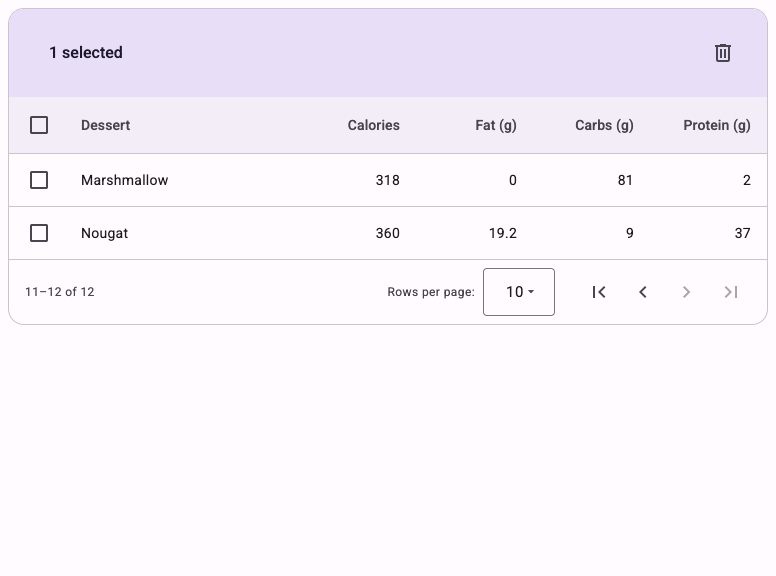 1 selected
Dessert Calories Fat (g) Carbs (g) Protein (g)
Marshmallow 318 0 81 2
Nougat 360 19.2 9 37
11–12 of 12 Rows per page: 10